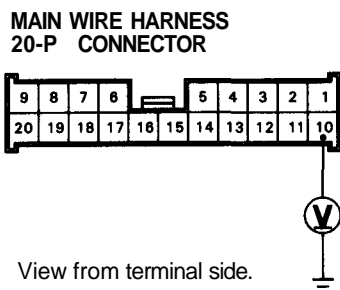 MAIN WIRE HARNESS
20-P CONNECTOR
9 8 7 6 5 4 3 2 1
20 19 18 17 16 15 14 13 12 11 10
V
View from terminal side.